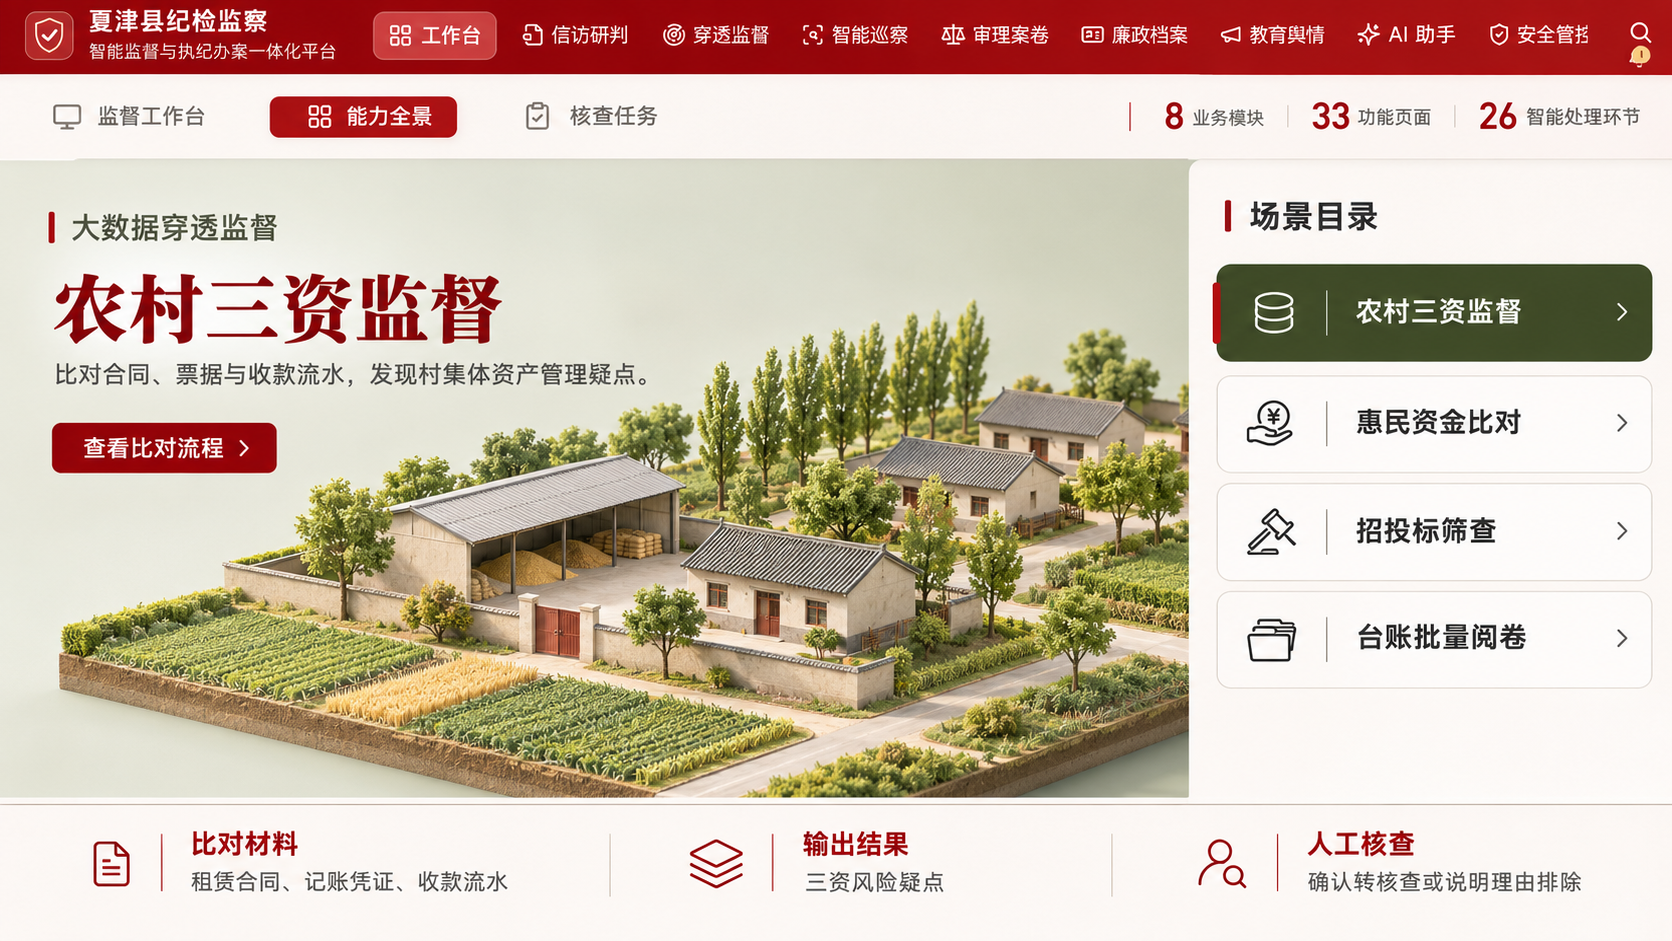 夏津县纪检监察
智能监督与执纪办案一体化平台
工作台
信访研判
穿透监督
智能巡察
审理案卷
廉政档案
教育舆情
AI 助手
安全管控
监督工作台
能力全景
核查任务
8 业务模块
33 功能页面
26 智能处理环节
大数据穿透监督
农村三资监督
比对合同、票据与收款流水，发现村集体资产管理疑点。
查看比对流程
场景目录
农村三资监督
惠民资金比对
招投标筛查
台账批量阅卷
比对材料
租赁合同、记账凭证、收款流水
输出结果
三资风险疑点
人工核查
确认转核查或说明理由排除